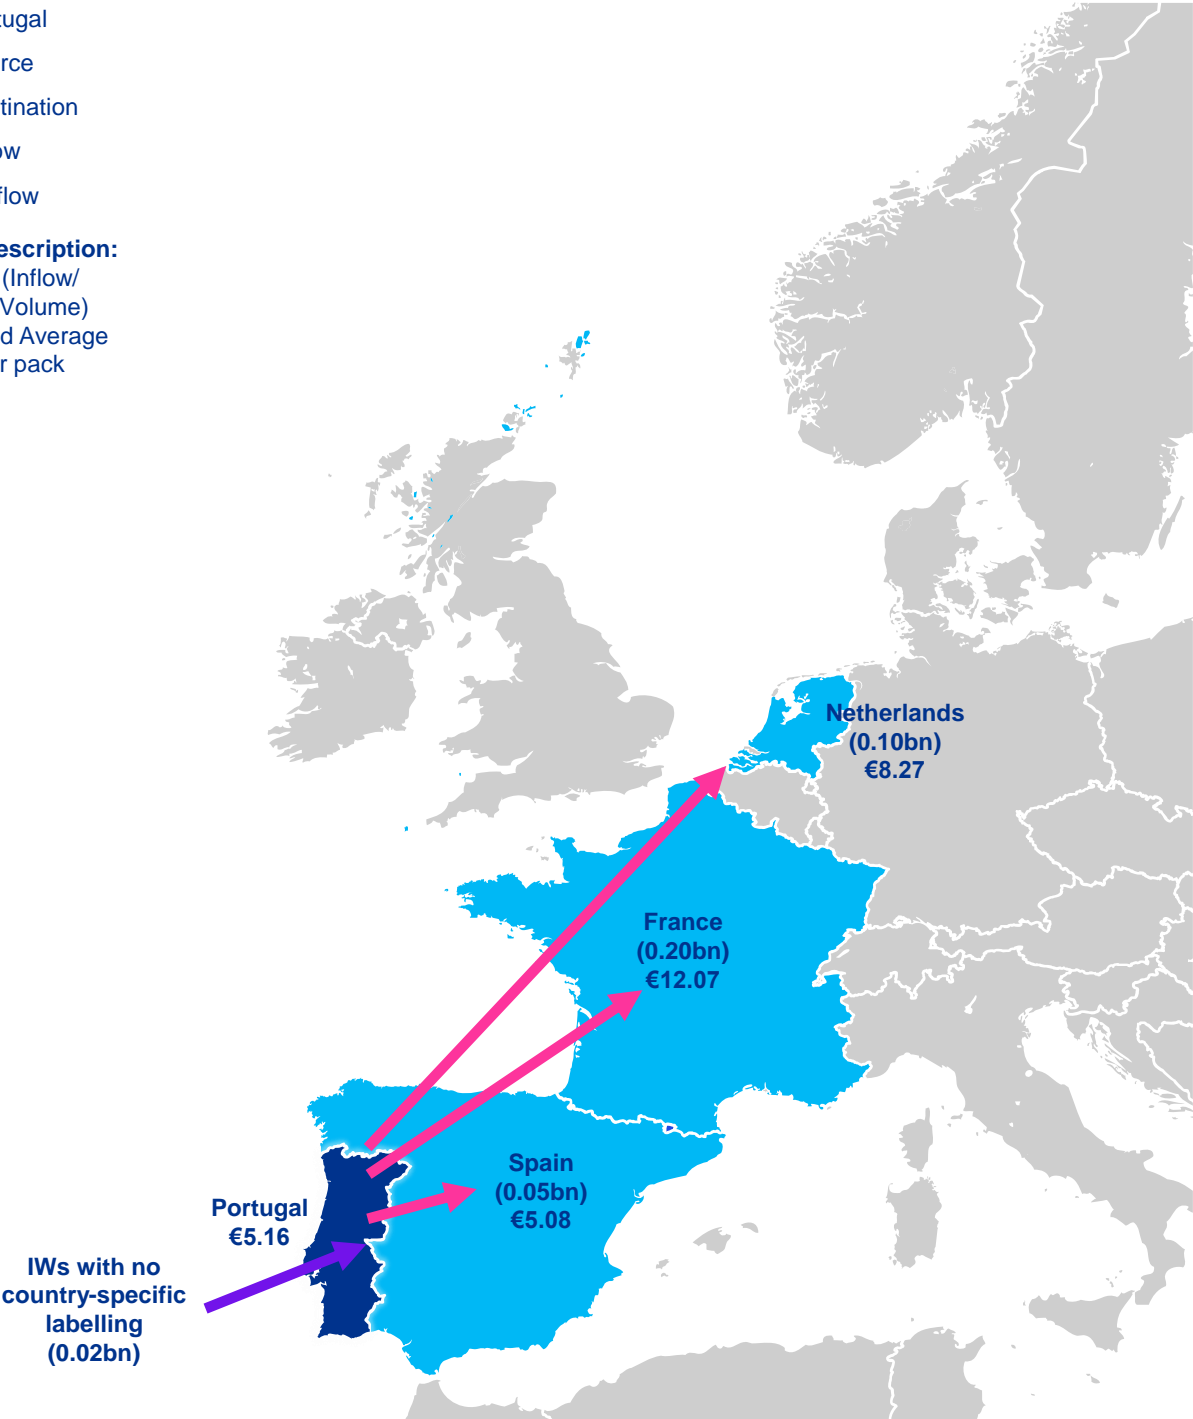 tugal
rce
tination
ow
flow
escription:
(Inflow/
Volume)
d Average
r pack
Netherlands
(0.10bn)
€8.27
France
(0.20bn)
€12.07
Spain
(0.05bn)
€5.08
Portugal
€5.16
IWs with no
country-specific
labelling
(0.02bn)